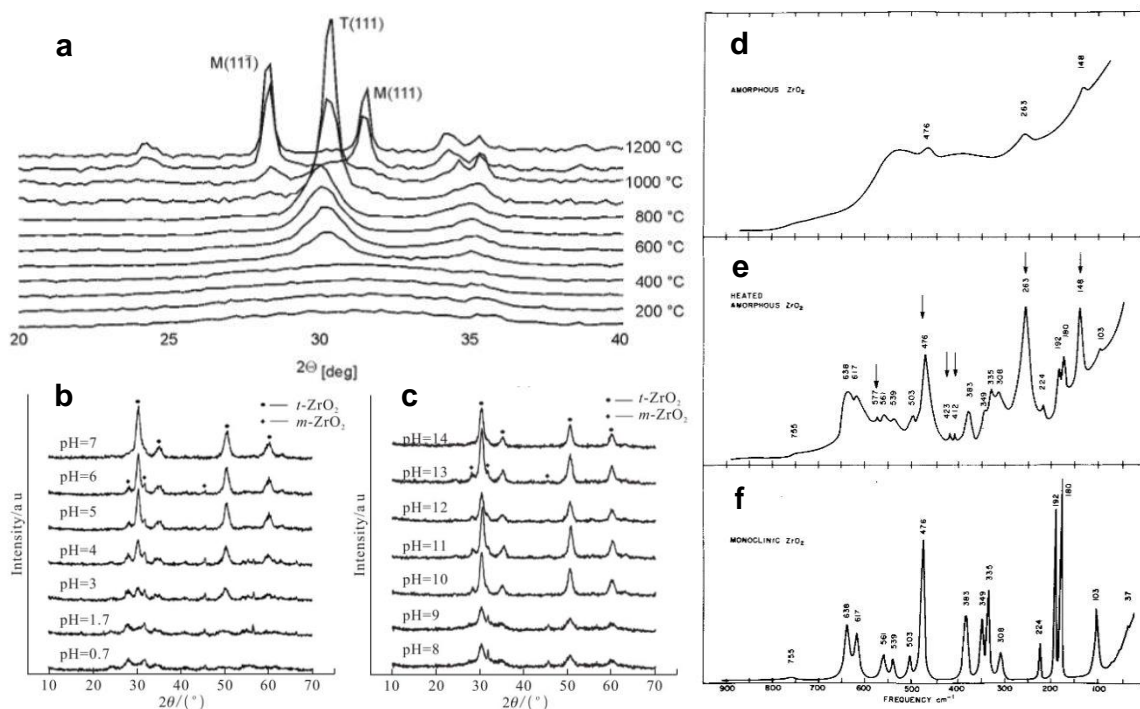 a
T(111)
M(11$\bar{1}$)
M(111)
1200 °C
1000 °C
800 °C
600 °C
400 °C
200 °C
20 25 30 35 40
2Θ [deg]
b
t-ZrO2
m-ZrO2
pH=7
pH=6
pH=5
pH=4
pH=3
pH=1.7
pH=0.7
Intensity/a u
10 20 30 40 50 60 70
2θ/(°)
c
t-ZrO2
m-ZrO2
pH=14
pH=13
pH=12
pH=11
pH=10
pH=9
pH=8
Intensity/a u
10 20 30 40 50 60 70
2θ/(°)
d
AMORPHOUS ZrO2
476 263 148
e
HEATED
AMORPHOUS ZrO2
755 638 617 577 561 539 503 476 423 412 383 349 335 308 263 224 192 180 148 103
f
MONOCLINIC ZrO2
755 638 617 561 539 503 476 383 349 335 308 224 192 180 103 37
900 800 700 600 500 400 300 200 100
FREQUENCY cm-1